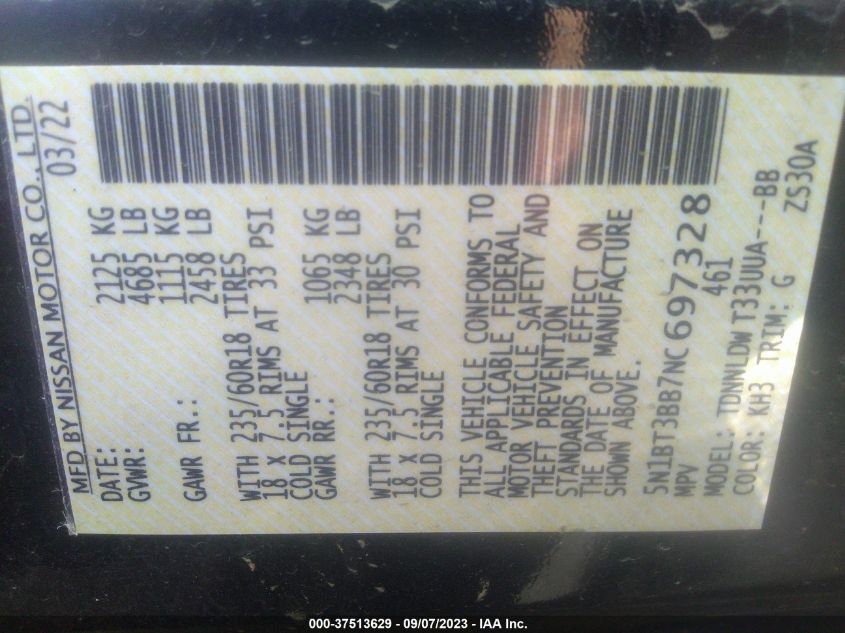 MFD BY NISSAN MOTOR CO., LTD.
DATE: 03/22
GVWR: 2125 KG
4685 LB
GAWR FR.: 1115 KG
2458 LB
WITH 235/60R18 TIRES
18 X 7.5 RIMS AT 33 PSI
COLD SINGLE
GAWR RR.: 1065 KG
2348 LB
WITH 235/60R18 TIRES
18 X 7.5 RIMS AT 30 PSI
COLD SINGLE
THIS VEHICLE CONFORMS TO
ALL APPLICABLE FEDERAL
MOTOR VEHICLE SAFETY AND
THEFT PREVENTION
STANDARDS IN EFFECT ON
THE DATE OF MANUFACTURE
SHOWN ABOVE.
5N1BT3BB7NC697328
MPV 461
MODEL: TDNNLDW T33UUA----BB
COLOR: KH3 TRIM: G ZS30A
000-37513629 - 09/07/2023 - IAA Inc.